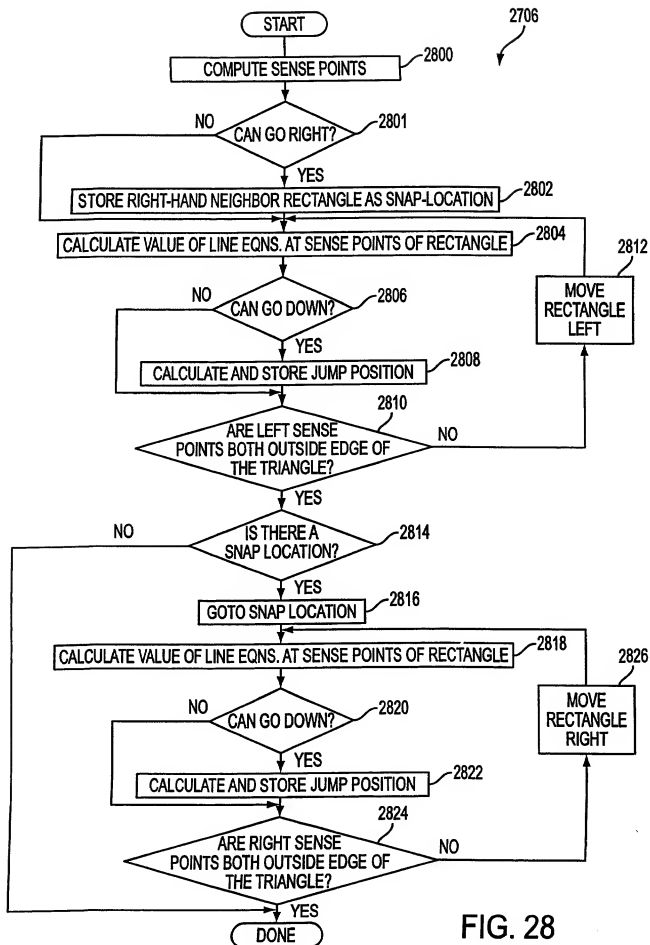 START
2706
COMPUTE SENSE POINTS
2800
CAN GO RIGHT?
2801
NO
YES
STORE RIGHT-HAND NEIGHBOR RECTANGLE AS SNAP-LOCATION
2802
CALCULATE VALUE OF LINE EQNS. AT SENSE POINTS OF RECTANGLE
2804
2812
MOVE
RECTANGLE
LEFT
NO
CAN GO DOWN?
2806
YES
CALCULATE AND STORE JUMP POSITION
2808
2810
ARE LEFT SENSE
POINTS BOTH OUTSIDE EDGE OF
THE TRIANGLE?
NO
YES
NO
IS THERE A
SNAP LOCATION?
2814
YES
GOTO SNAP LOCATION
2816
CALCULATE VALUE OF LINE EQNS. AT SENSE POINTS OF RECTANGLE
2818
2826
MOVE
RECTANGLE
RIGHT
NO
CAN GO DOWN?
2820
YES
CALCULATE AND STORE JUMP POSITION
2822
2824
ARE RIGHT SENSE
POINTS BOTH OUTSIDE EDGE OF
THE TRIANGLE?
NO
YES
DONE
FIG. 28